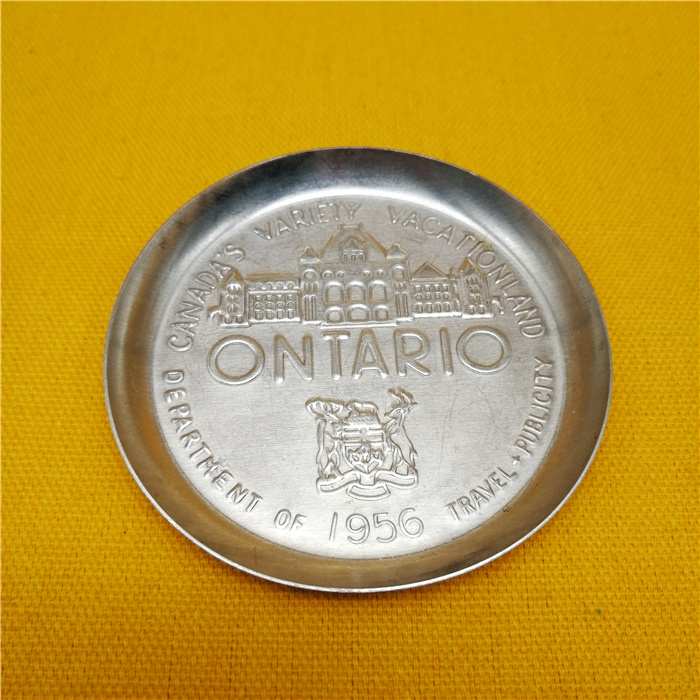 CANADA'S VARIETY VACATIONLAND
ONTARIO
DEPARTMENT OF TRAVEL + PUBLICITY
1956